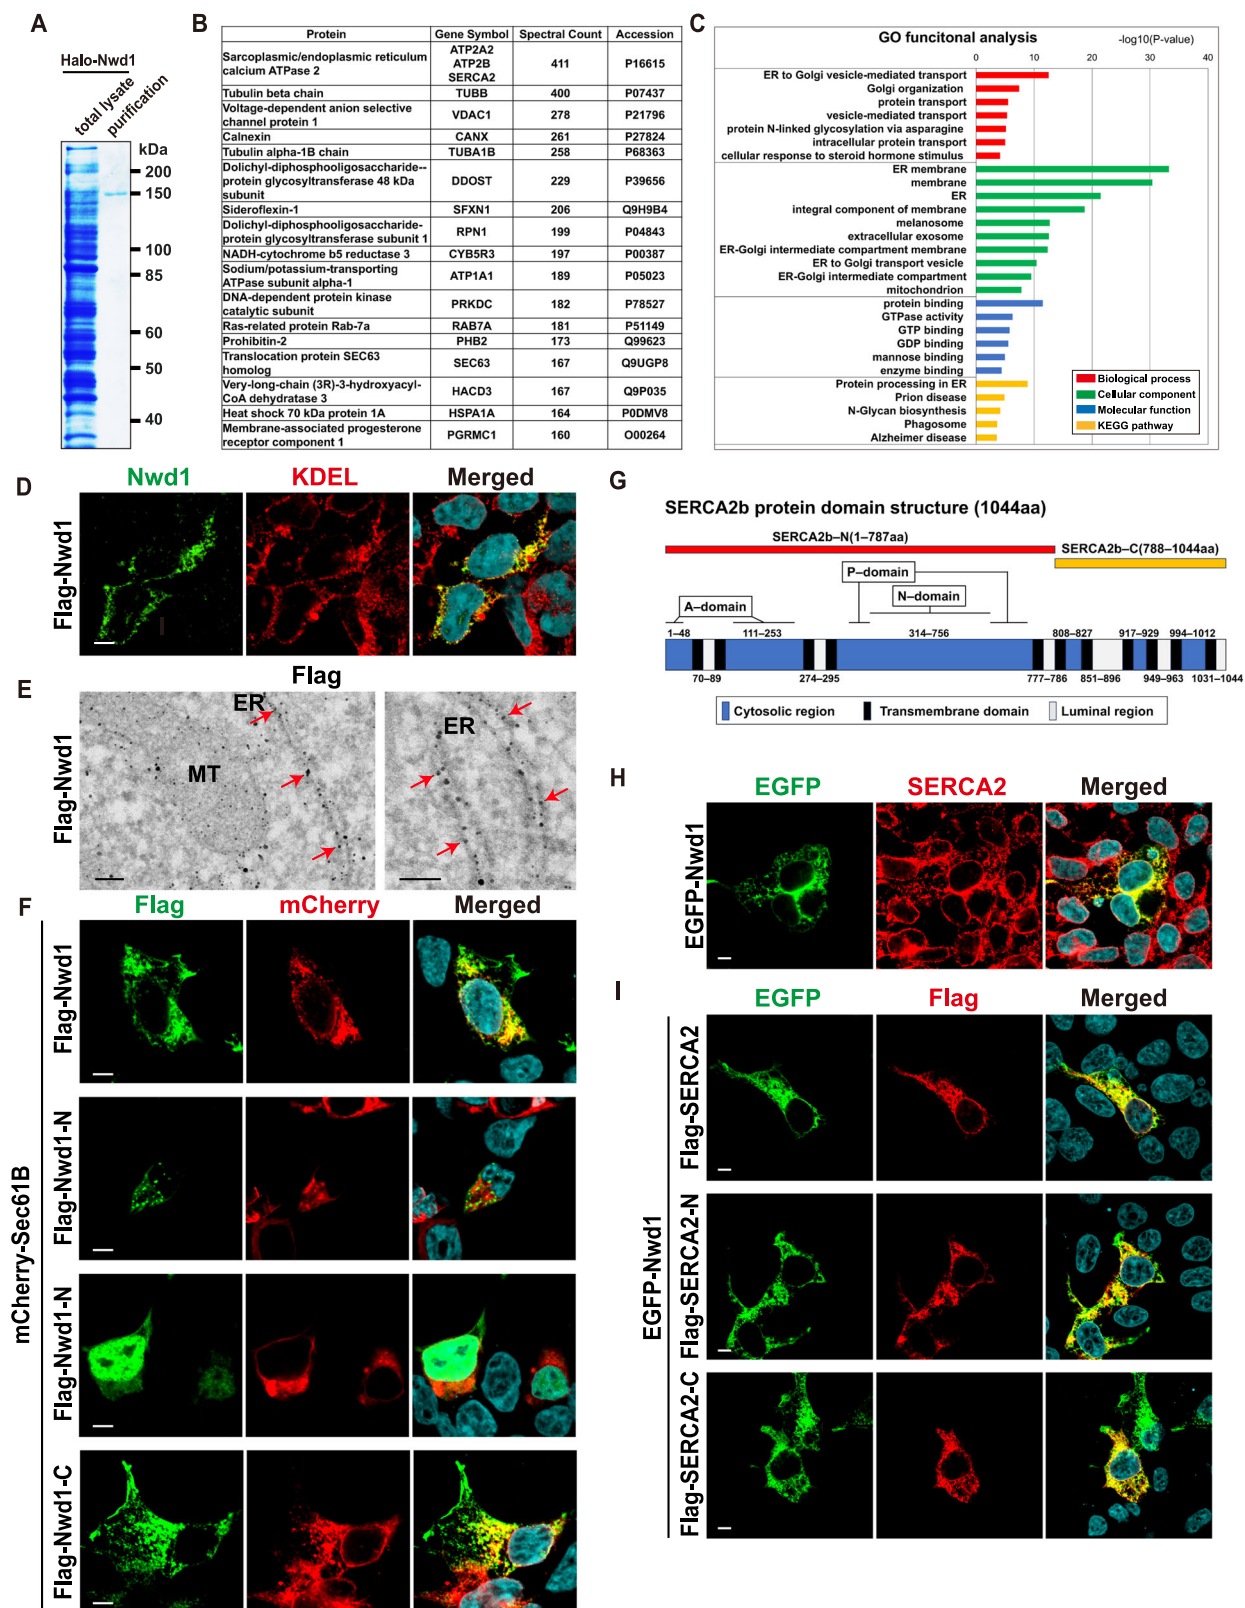 A
Halo-Nwd1
total lysate
purification
kDa
200
150
100
85
60
50
40
B
Protein Gene Symbol Spectral Count Accession
Sarcoplasmic/endoplasmic reticulum
calcium ATPase 2
ATP2A2
ATP2B
SERCA2
411 P16615
Tubulin beta chain TUBB 400 P07437
Voltage-dependent anion selective
channel protein 1
VDAC1 278 P21796
Calnexin CANX 261 P27824
Tubulin alpha-1B chain TUBA1B 258 P68363
Dolichyl-diphosphooligosaccharide--
protein glycosyltransferase 48 kDa
subunit
DDOST 229 P39656
Sideroflexin-1 SFXN1 206 Q9H9B4
Dolichyl-diphosphooligosaccharide-
protein glycosyltransferase subunit 1
RPN1 199 P04843
NADH-cytochrome b5 reductase 3 CYB5R3 197 P00387
Sodium/potassium-transporting
ATPase subunit alpha-1
ATP1A1 189 P05023
DNA-dependent protein kinase
catalytic subunit
PRKDC 182 P78527
Ras-related protein Rab-7a RAB7A 181 P51149
Prohibitin-2 PHB2 173 Q99623
Translocation protein SEC63
homolog
SEC63 167 Q9UGP8
Very-long-chain (3R)-3-hydroxyacyl-
CoA dehydratase 3
HACD3 167 Q9P035
Heat shock 70 kDa protein 1A HSPA1A 164 P0DMV8
Membrane-associated progesterone
receptor component 1
PGRMC1 160 O00264
C
GO funcitonal analysis
-log10(P-value)
0 10 20 30 40
ER to Golgi vesicle-mediated transport
Golgi organization
protein transport
vesicle-mediated transport
protein N-linked glycosylation via asparagine
intracellular protein transport
cellular response to steroid hormone stimulus
ER membrane
membrane
ER
integral component of membrane
melanosome
extracellular exosome
ER-Golgi intermediate compartment membrane
ER to Golgi transport vesicle
ER-Golgi intermediate compartment
mitochondrion
protein binding
GTPase activity
GTP binding
GDP binding
mannose binding
enzyme binding
Protein processing in ER
Prion disease
N-Glycan biosynthesis
Phagosome
Alzheimer disease
Biological process
Cellular component
Molecular function
KEGG pathway
D
Nwd1 KDEL Merged
Flag-Nwd1
E
Flag
Flag-Nwd1
ER
MT
ER
F
Flag mCherry Merged
mCherry-Sec61B
Flag-Nwd1
Flag-Nwd1-N
Flag-Nwd1-N
Flag-Nwd1-C
G
SERCA2b protein domain structure (1044aa)
SERCA2b–N(1–787aa)
SERCA2b–C(788–1044aa)
P–domain
N–domain
A–domain
1–48 111–253 314–756 808–827 917–929 994–1012
70–89 274–295 777–786 851–896 949–963 1031–1044
Cytosolic region Transmembrane domain Luminal region
H
EGFP SERCA2 Merged
EGFP-Nwd1
I
EGFP Flag Merged
EGFP-Nwd1
Flag-SERCA2
Flag-SERCA2-N
Flag-SERCA2-C